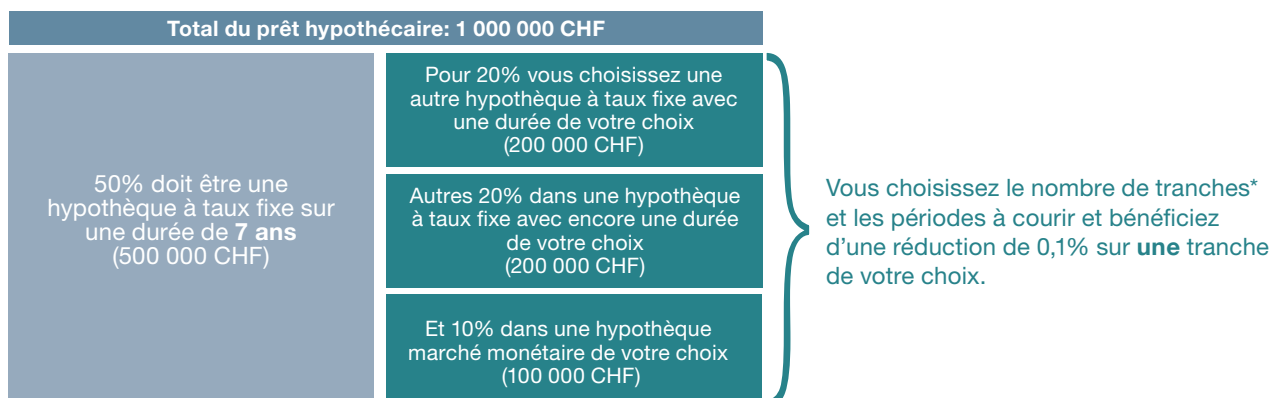 Total du prêt hypothécaire: 1 000 000 CHF
50% doit être une
hypothèque à taux fixe sur
une durée de 7 ans
(500 000 CHF)
Pour 20% vous choisissez une
autre hypothèque à taux fixe avec
une durée de votre choix
(200 000 CHF)
Autres 20% dans une hypothèque
à taux fixe avec encore une durée
de votre choix
(200 000 CHF)
Et 10% dans une hypothèque
marché monétaire de votre choix
(100 000 CHF)
Vous choisissez le nombre de tranches*
et les périodes à courir et bénéficiez
d'une réduction de 0,1% sur une tranche
de votre choix.